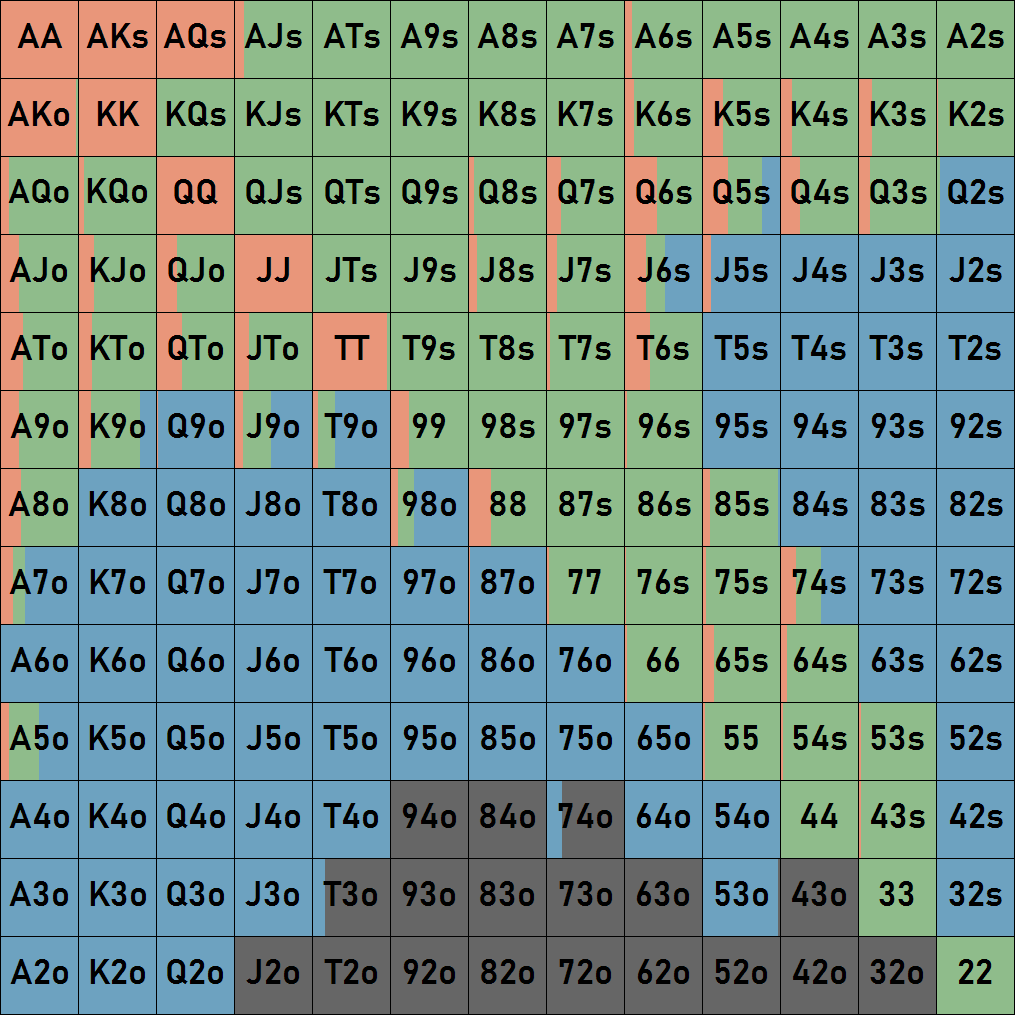 AA AKs AQs AJs ATs A9s A8s A7s A6s A5s A4s A3s A2s
AKo KK KQs KJs KTs K9s K8s K7s K6s K5s K4s K3s K2s
AQo KQo QQ QJs QTs Q9s Q8s Q7s Q6s Q5s Q4s Q3s Q2s
AJo KJo QJo JJ JTs J9s J8s J7s J6s J5s J4s J3s J2s
ATo KTo QTo JTo TT T9s T8s T7s T6s T5s T4s T3s T2s
A9o K9o Q9o J9o T9o 99 98s 97s 96s 95s 94s 93s 92s
A8o K8o Q8o J8o T8o 98o 88 87s 86s 85s 84s 83s 82s
A7o K7o Q7o J7o T7o 97o 87o 77 76s 75s 74s 73s 72s
A6o K6o Q6o J6o T6o 96o 86o 76o 66 65s 64s 63s 62s
A5o K5o Q5o J5o T5o 95o 85o 75o 65o 55 54s 53s 52s
A4o K4o Q4o J4o T4o 94o 84o 74o 64o 54o 44 43s 42s
A3o K3o Q3o J3o T3o 93o 83o 73o 63o 53o 43o 33 32s
A2o K2o Q2o J2o T2o 92o 82o 72o 62o 52o 42o 32o 22